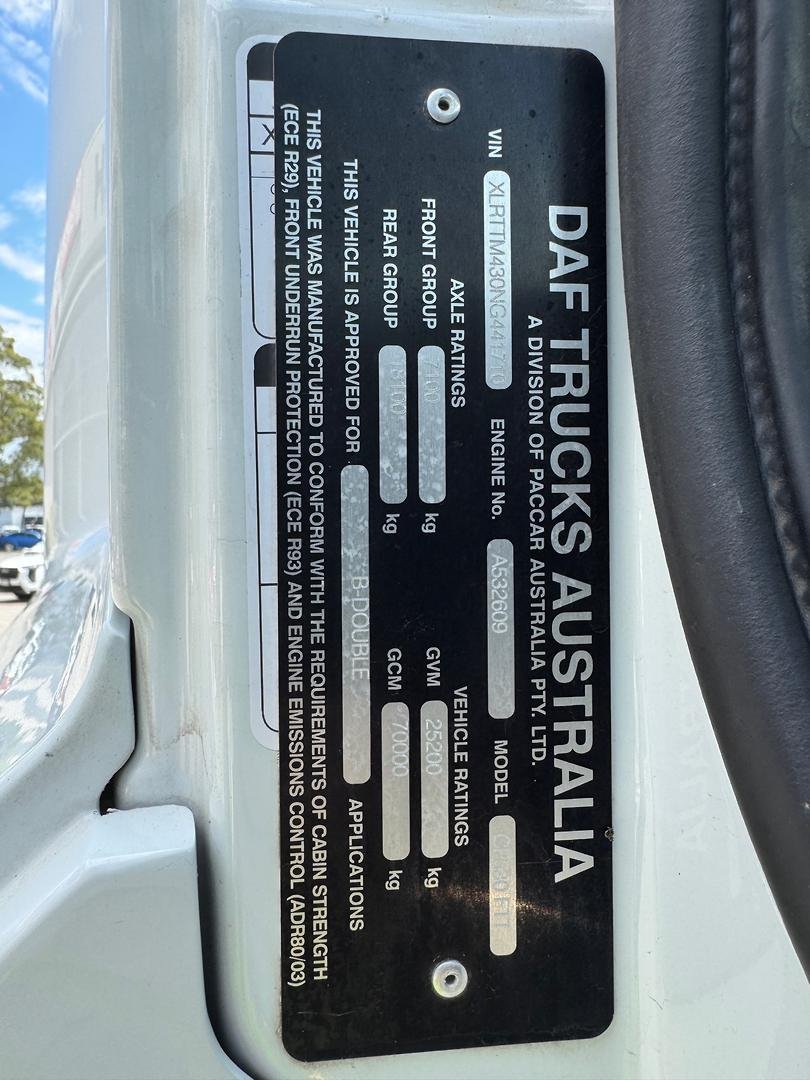 DAF TRUCKS AUSTRALIA
A DIVISION OF PACCAR AUSTRALIA PTY. LTD.
VIN XLRTTM430NG441710 ENGINE No. A532609 MODEL
AXLE RATINGS VEHICLE RATINGS
FRONT GROUP 7100 kg GVM 25200 kg
REAR GROUP 18100 kg GCM 70000 kg
THIS VEHICLE IS APPROVED FOR B-DOUBLE APPLICATIONS
THIS VEHICLE WAS MANUFACTURED TO CONFORM WITH THE REQUIREMENTS OF CABIN STRENGTH
(ECE R29), FRONT UNDERRUN PROTECTION (ECE R93) AND ENGINE EMISSIONS CONTROL (ADR80/03)
X